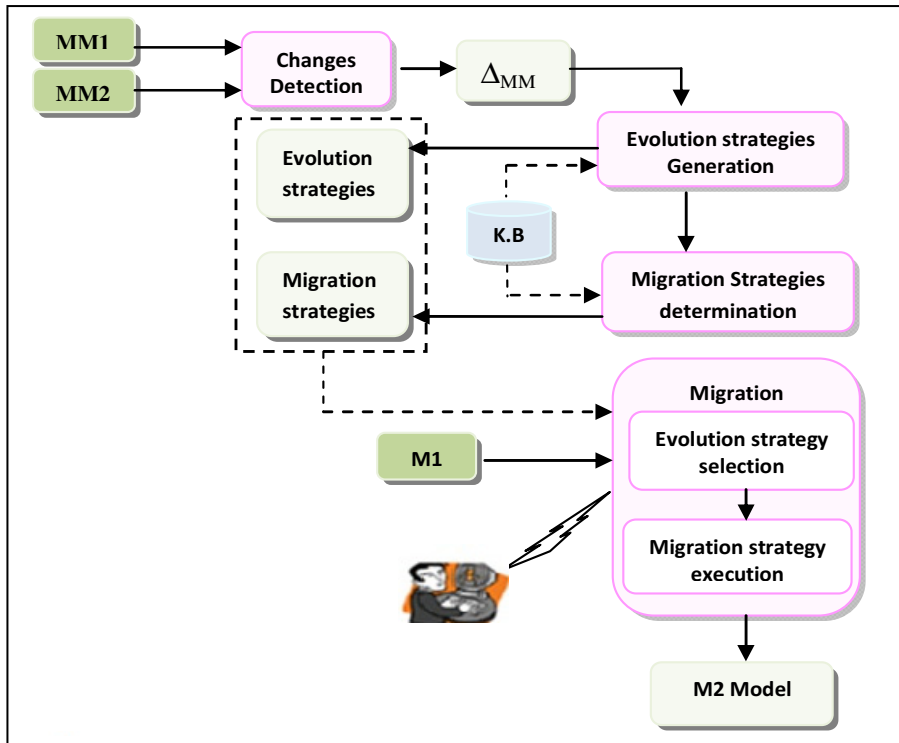 MM1
MM2
Changes
Detection
ΔMM
Evolution strategies
Generation
Evolution
strategies
K.B
Migration
strategies
Migration Strategies
determination
Migration
Evolution strategy
selection
M1
Migration strategy
execution
M2 Model